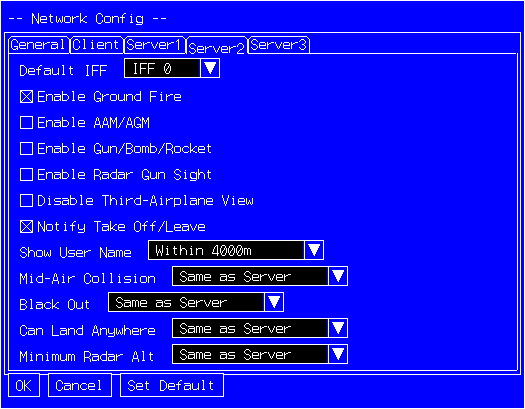 -- Network Config --
General Client Server1 Server2 Server3
Default IFF IFF 0
Enable Ground Fire
Enable AAM/AGM
Enable Gun/Bomb/Rocket
Enable Radar Gun Sight
Disable Third-Airplane View
Notify Take Off/Leave
Show User Name Within 4000m
Mid-Air Collision Same as Server
Black Out Same as Server
Can Land Anywhere Same as Server
Minimum Radar Alt Same as Server
OK Cancel Set Default